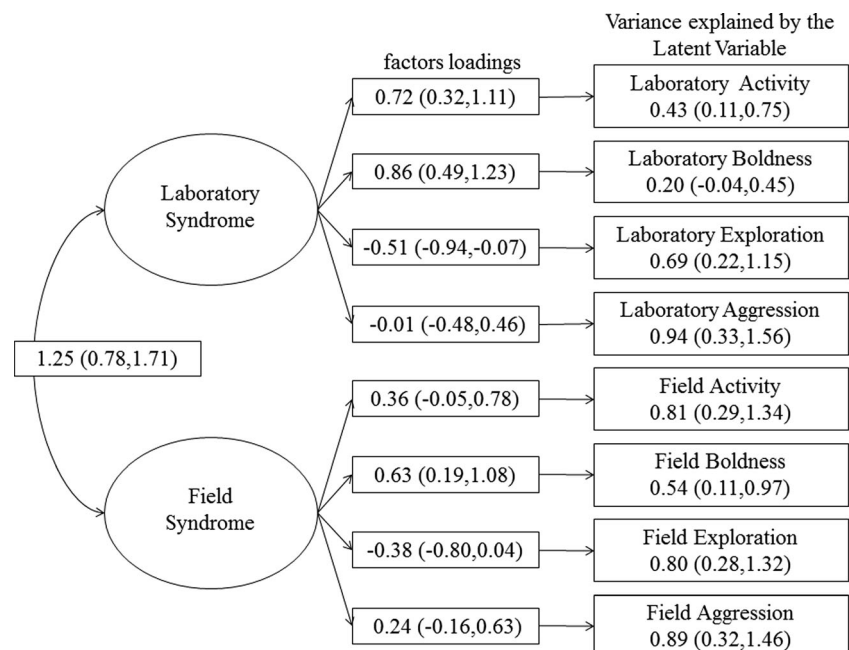 Variance explained by the
Latent Variable
factors loadings
0.72 (0.32,1.11)
Laboratory Activity
0.43 (0.11,0.75)
0.86 (0.49,1.23)
Laboratory Boldness
0.20 (-0.04,0.45)
Laboratory
Syndrome
-0.51 (-0.94,-0.07)
Laboratory Exploration
0.69 (0.22,1.15)
-0.01 (-0.48,0.46)
Laboratory Aggression
0.94 (0.33,1.56)
1.25 (0.78,1.71)
0.36 (-0.05,0.78)
Field Activity
0.81 (0.29,1.34)
0.63 (0.19,1.08)
Field Boldness
0.54 (0.11,0.97)
Field
Syndrome
-0.38 (-0.80,0.04)
Field Exploration
0.80 (0.28,1.32)
0.24 (-0.16,0.63)
Field Aggression
0.89 (0.32,1.46)